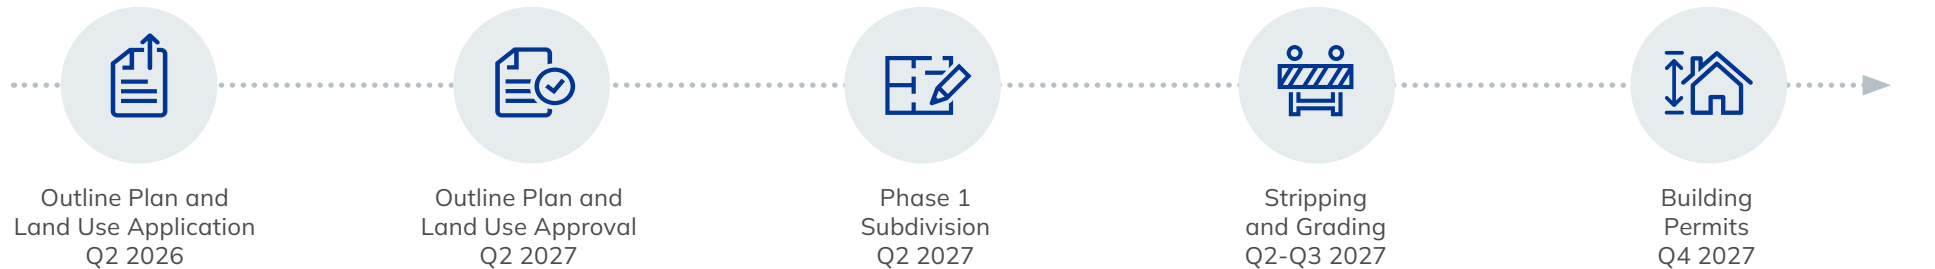 Outline Plan and
Land Use Application
Q2 2026
Outline Plan and
Land Use Approval
Q2 2027
Phase 1
Subdivision
Q2 2027
Stripping
and Grading
Q2-Q3 2027
Building
Permits
Q4 2027